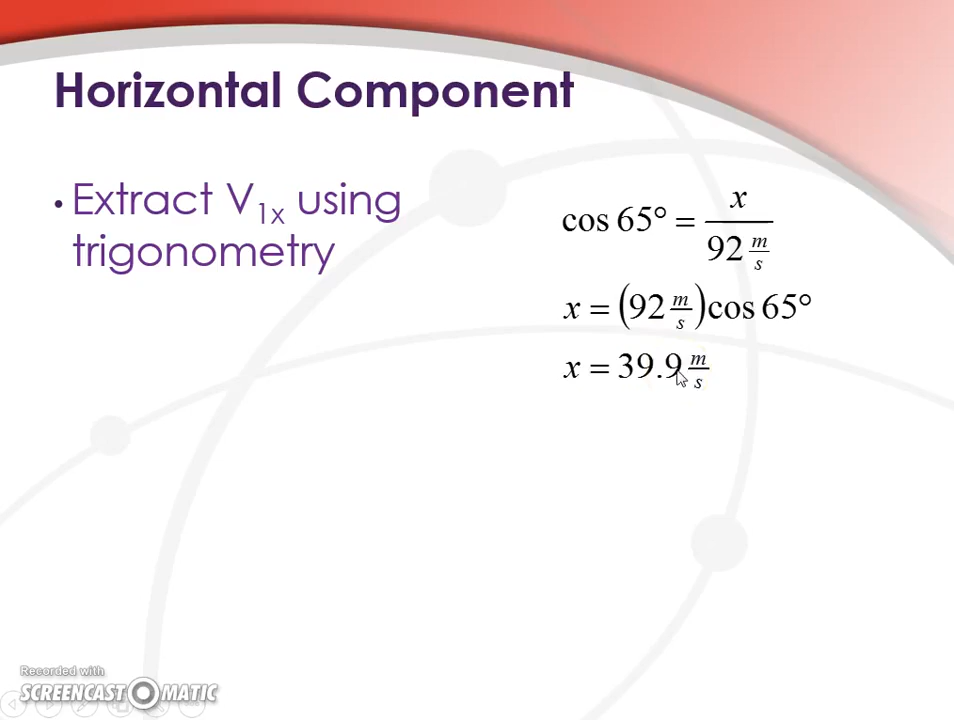 Horizontal Component
• Extract V₁ₓ using
trigonometry
cos 65° = x / 92 m/s
x = (92 m/s) cos 65°
x = 39.9 m/s
Recorded with
SCREENCAST MATIC